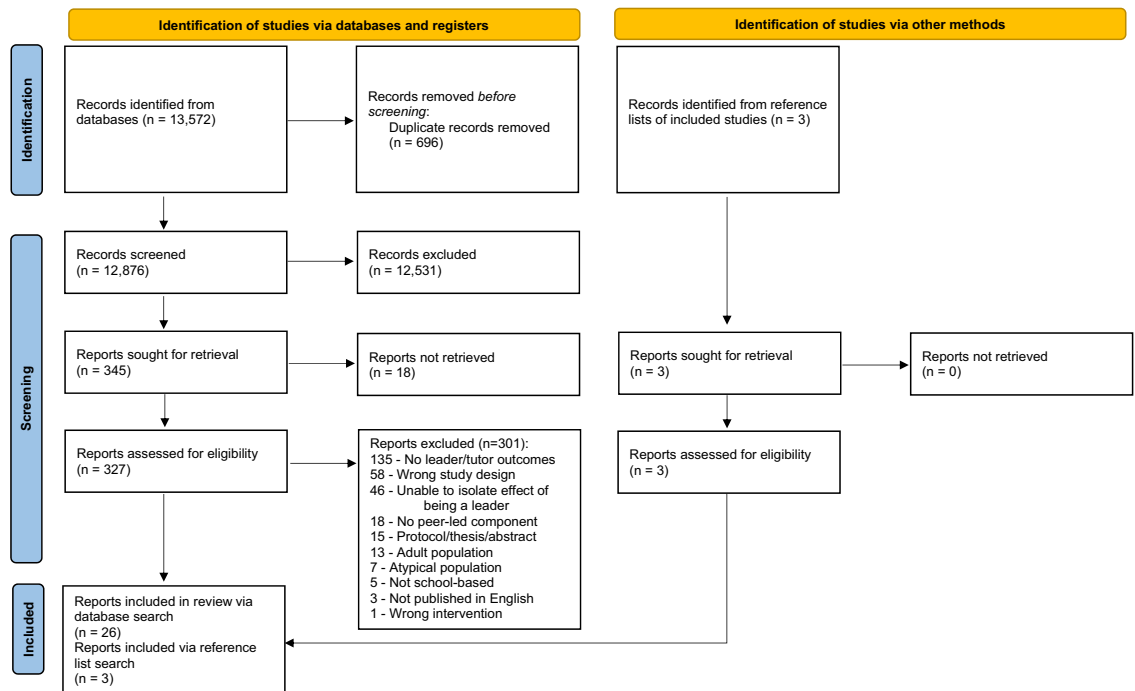 Identification of studies via databases and registers
Identification of studies via other methods
Identification
Records identified from
databases (n = 13,572)
Records removed before
screening:
Duplicate records removed
(n = 696)
Records identified from reference
lists of included studies (n = 3)
Screening
Records screened
(n = 12,876)
Records excluded
(n = 12,531)
Reports sought for retrieval
(n = 345)
Reports not retrieved
(n = 18)
Reports sought for retrieval
(n = 3)
Reports not retrieved
(n = 0)
Reports assessed for eligibility
(n = 327)
Reports excluded (n=301):
135 - No leader/tutor outcomes
58 - Wrong study design
46 - Unable to isolate effect of
being a leader
18 - No peer-led component
15 - Protocol/thesis/abstract
13 - Adult population
7 - Atypical population
5 - Not school-based
3 - Not published in English
1 - Wrong intervention
Reports assessed for eligibility
(n = 3)
Included
Reports included in review via
database search
(n = 26)
Reports included via reference
list search
(n = 3)